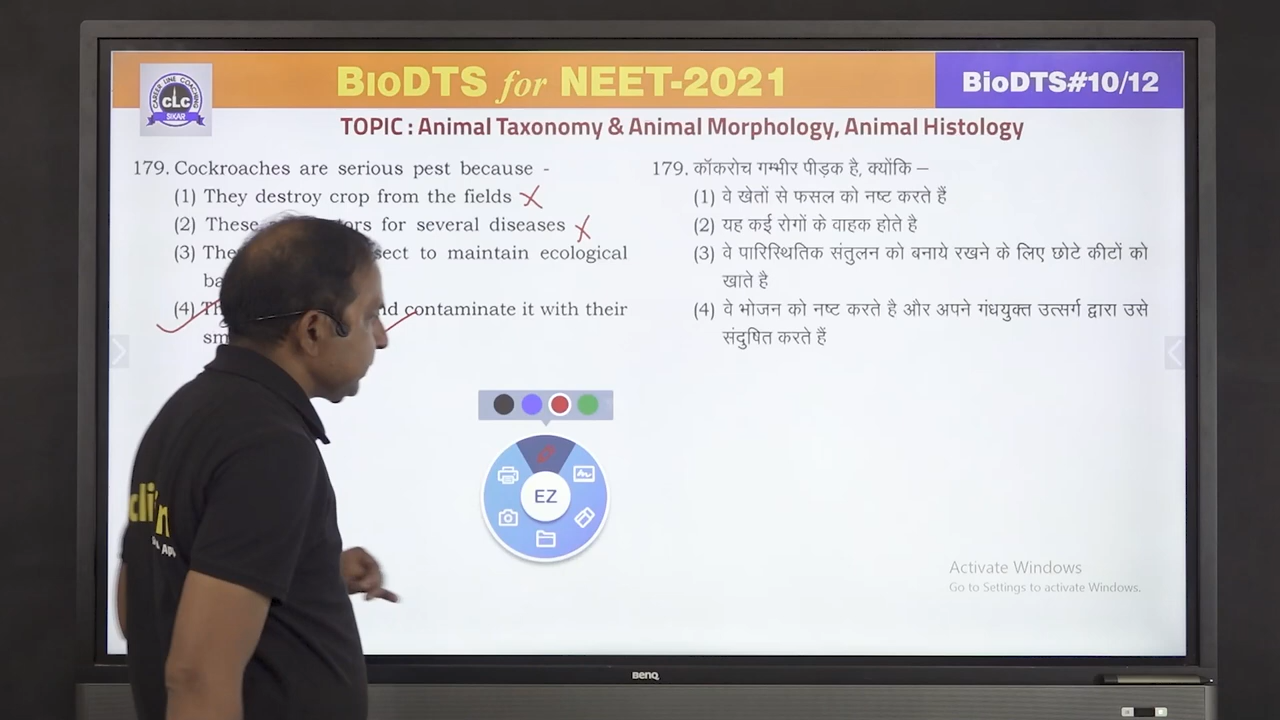 BIODTS for NEET-2021
BioDTS#10/12
CAREER LINE COACHING
CLC
SIKAR
TOPIC : Animal Taxonomy & Animal Morphology, Animal Histology
179. Cockroaches are serious pest because -
(1) They destroy crop from the fields
(2) These for several diseases
(3) to maintain ecological
(4) contaminate it with their
179. कॉकरोच गम्भीर पीड़क है, क्योंकि –
(1) वे खेतों से फसल को नष्ट करते हैं
(2) यह कई रोगों के वाहक होते है
(3) वे पारिस्थितिक संतुलन को बनाये रखने के लिए छोटे कीटों को
खाते है
(4) वे भोजन को नष्ट करते है और अपने गंधयुक्त उत्सर्ग द्वारा उसे
संदुषित करते हैं
EZ
Activate Windows
Go to Settings to activate Windows.
BENQ